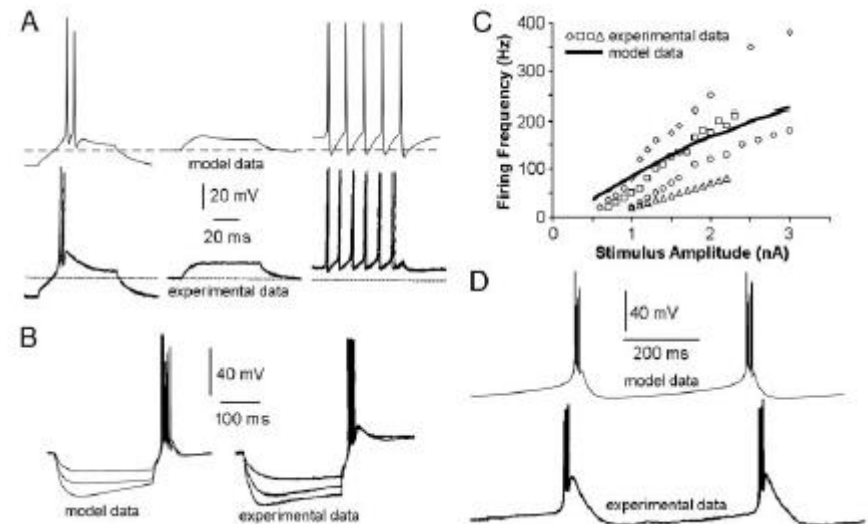 A
model data
20 mV
20 ms
experimental data
B
40 mV
100 ms
model data
experimental data
C
Firing Frequency (Hz)
400
350
200
100
0
experimental data
model data
0
1
2
3
Stimulus Amplitude (nA)
D
40 mV
200 ms
model data
experimental data